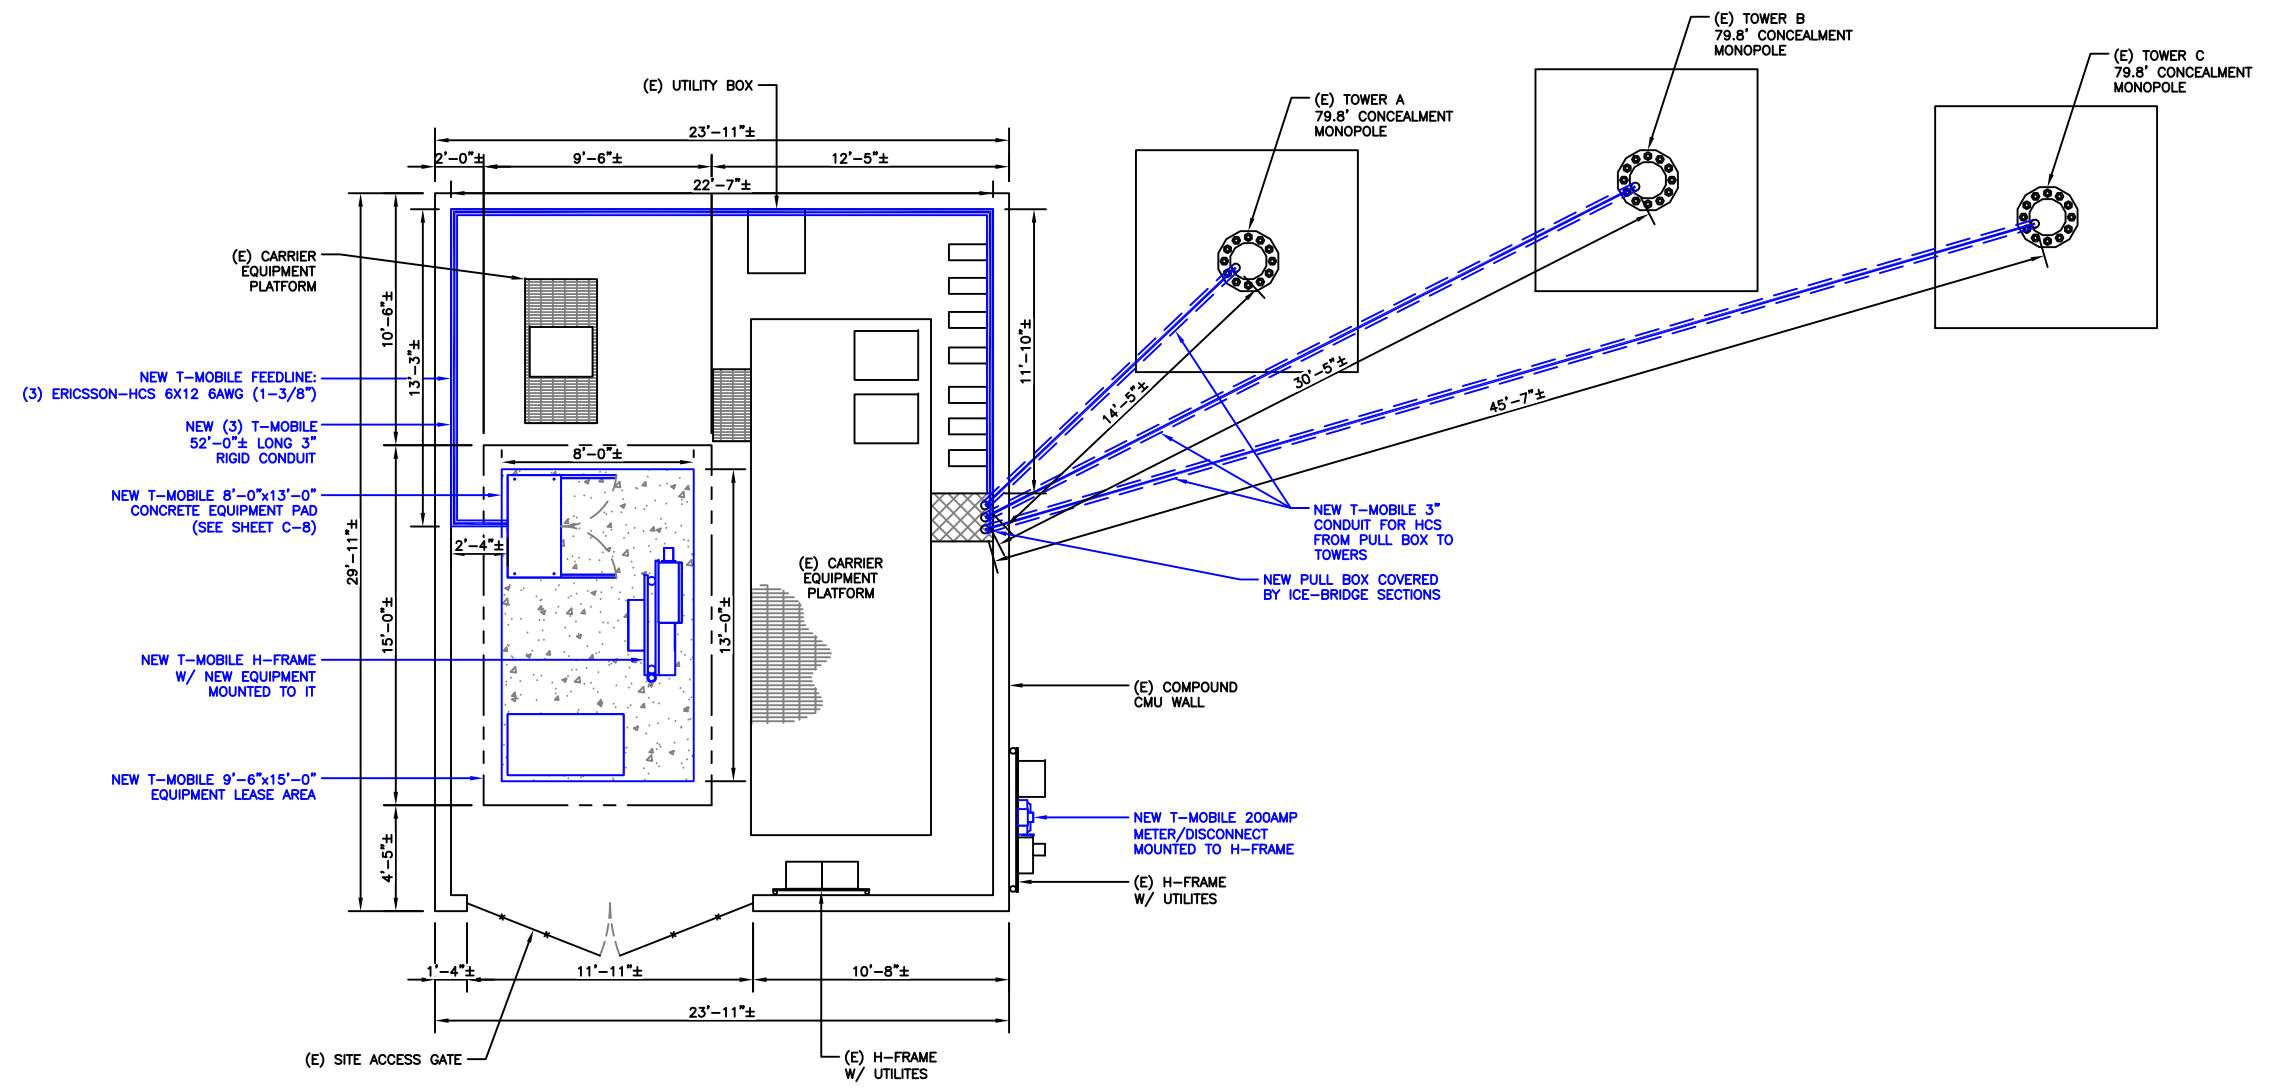 (E) TOWER B
79.8' CONCEALMENT
MONOPOLE
(E) TOWER C
79.8' CONCEALMENT
MONOPOLE
(E) UTILITY BOX
(E) TOWER A
79.8' CONCEALMENT
MONOPOLE
23'-11"±
2'-0"±
9'-6"±
12'-5"±
22'-7"±
(E) CARRIER
EQUIPMENT
PLATFORM
10'-6"±
13'-3"±
11'-10"±
NEW T-MOBILE FEEDLINE:
(3) ERICSSON-HCS 6X12 6AWG (1-3/8")
14'-5"±
30'-5"±
45'-7"±
NEW (3) T-MOBILE
52'-0"± LONG 3"
RIGID CONDUIT
8'-0"±
NEW T-MOBILE 8'-0"x13'-0"
CONCRETE EQUIPMENT PAD
(SEE SHEET C-8)
NEW T-MOBILE 3"
CONDUIT FOR HCS
FROM PULL BOX TO
TOWERS
2'-4"±
29'-11"±
(E) CARRIER
EQUIPMENT
PLATFORM
NEW PULL BOX COVERED
BY ICE-BRIDGE SECTIONS
15'-0"±
13'-0"±
NEW T-MOBILE H-FRAME
W/ NEW EQUIPMENT
MOUNTED TO IT
(E) COMPOUND
CMU WALL
NEW T-MOBILE 9'-6"x15'-0"
EQUIPMENT LEASE AREA
NEW T-MOBILE 200AMP
METER/DISCONNECT
MOUNTED TO H-FRAME
4'-5"±
(E) H-FRAME
W/ UTILITES
1'-4"±
11'-11"±
10'-8"±
23'-11"±
(E) SITE ACCESS GATE
(E) H-FRAME
W/ UTILITES